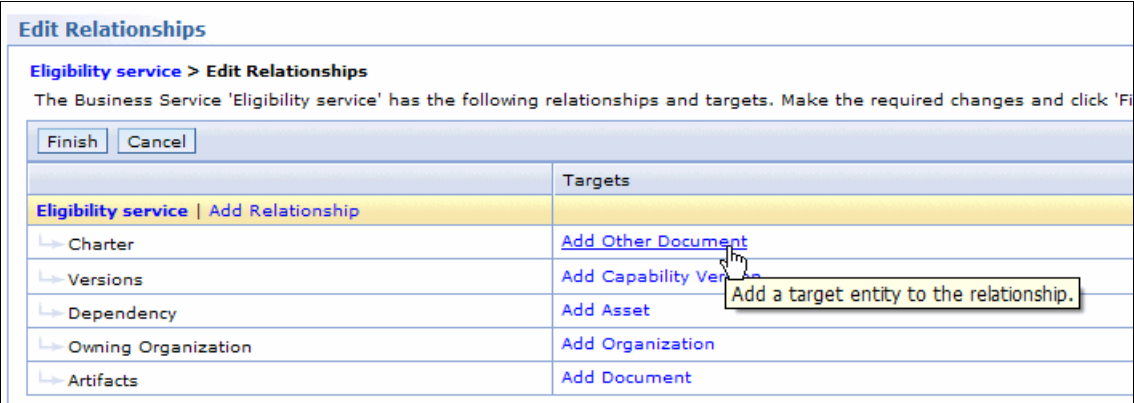 Edit Relationships
Eligibility service > Edit Relationships
The Business Service 'Eligibility service' has the following relationships and targets. Make the required changes and click 'Fi
Finish Cancel
Targets
Eligibility service | Add Relationship
Charter Add Other Document
Versions Add Capability
Add a target entity to the relationship.
Dependency Add Asset
Owning Organization Add Organization
Artifacts Add Document